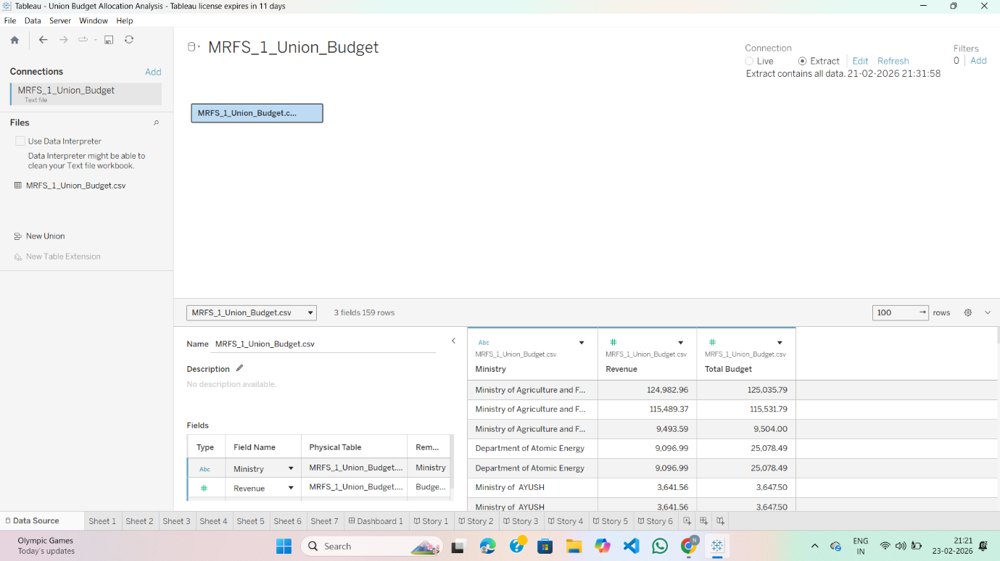 Tableau - Union Budget Allocation Analysis - Tableau license expires in 11 days
File Data Server Window Help
MRFS_1_Union_Budget
Connection
Filters
Live Extract Edit Refresh
0 Add
Extract contains all data. 21-02-2026 21:31:58
Connections Add
MRFS_1_Union_Budget
Text file
Files
Use Data Interpreter
Data Interpreter might be able to
clean your Text file workbook.
MRFS_1_Union_Budget.csv
New Union
New Table Extension
MRFS_1_Union_Budget.c...
MRFS_1_Union_Budget.csv 3 fields 159 rows 100 rows
Name MRFS_1_Union_Budget.csv
Description
No description available.
Fields
Type Field Name Physical Table Rem...
Abc Ministry MRFS_1_Union_Budget.... Ministry
# Revenue MRFS_1_Union_Budget.... Budge...
Abc # #
MRFS_1_Union_Budget.csv MRFS_1_Union_Budget.csv MRFS_1_Union_Budget.csv
Ministry Revenue Total Budget
Ministry of Agriculture and F... 124,982.96 125,035.79
Ministry of Agriculture and F... 115,489.37 115,531.79
Ministry of Agriculture and F... 9,493.59 9,504.00
Department of Atomic Energy 9,096.99 25,078.49
Department of Atomic Energy 9,096.99 25,078.49
Ministry of AYUSH 3,641.56 3,647.50
Ministry of AYUSH 3,641.56 3,647.50
Data Source Sheet 1 Sheet 2 Sheet 3 Sheet 4 Sheet 5 Sheet 6 Sheet 7 Dashboard 1 Story 1 Story 2 Story 3 Story 4 Story 5 Story 6
Olympic Games
Today's updates
Search
N
ENG
IN
21:21
23-02-2026